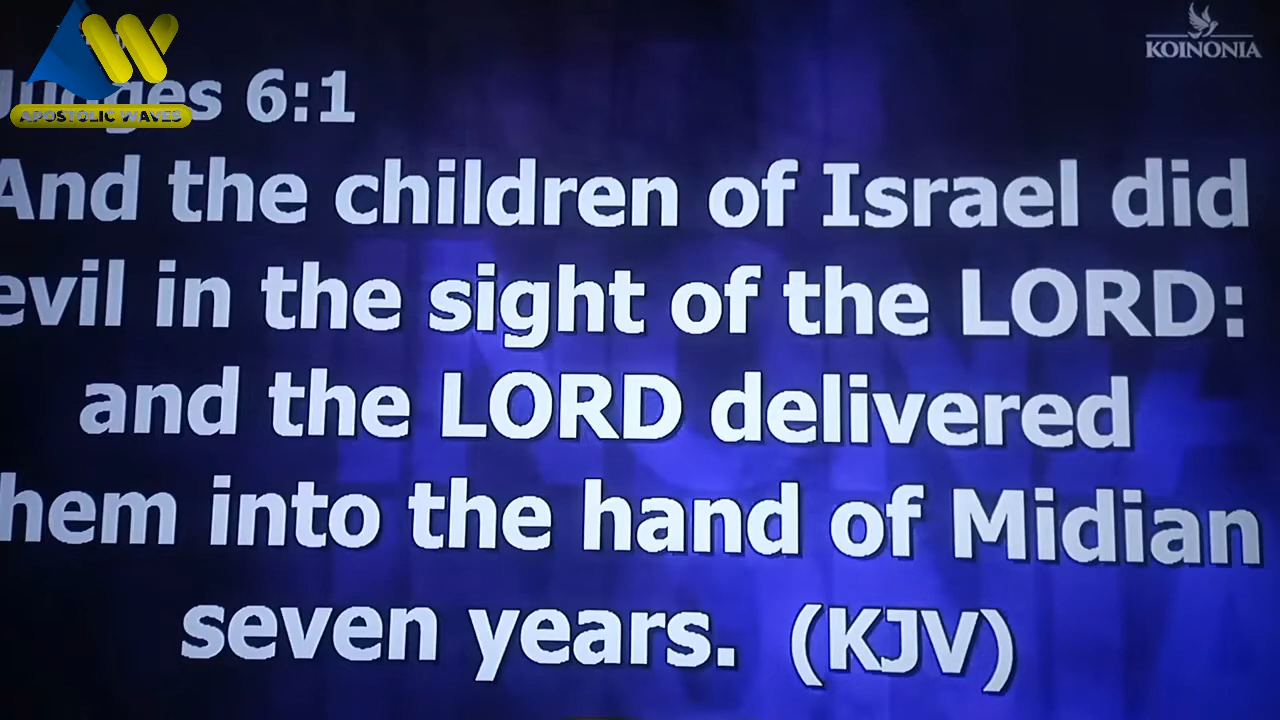 KOINONIA
APOSTOLIC WAVES
Judges 6:1
And the children of Israel did
evil in the sight of the LORD:
and the LORD delivered
hem into the hand of Midian
seven years. (KJV)